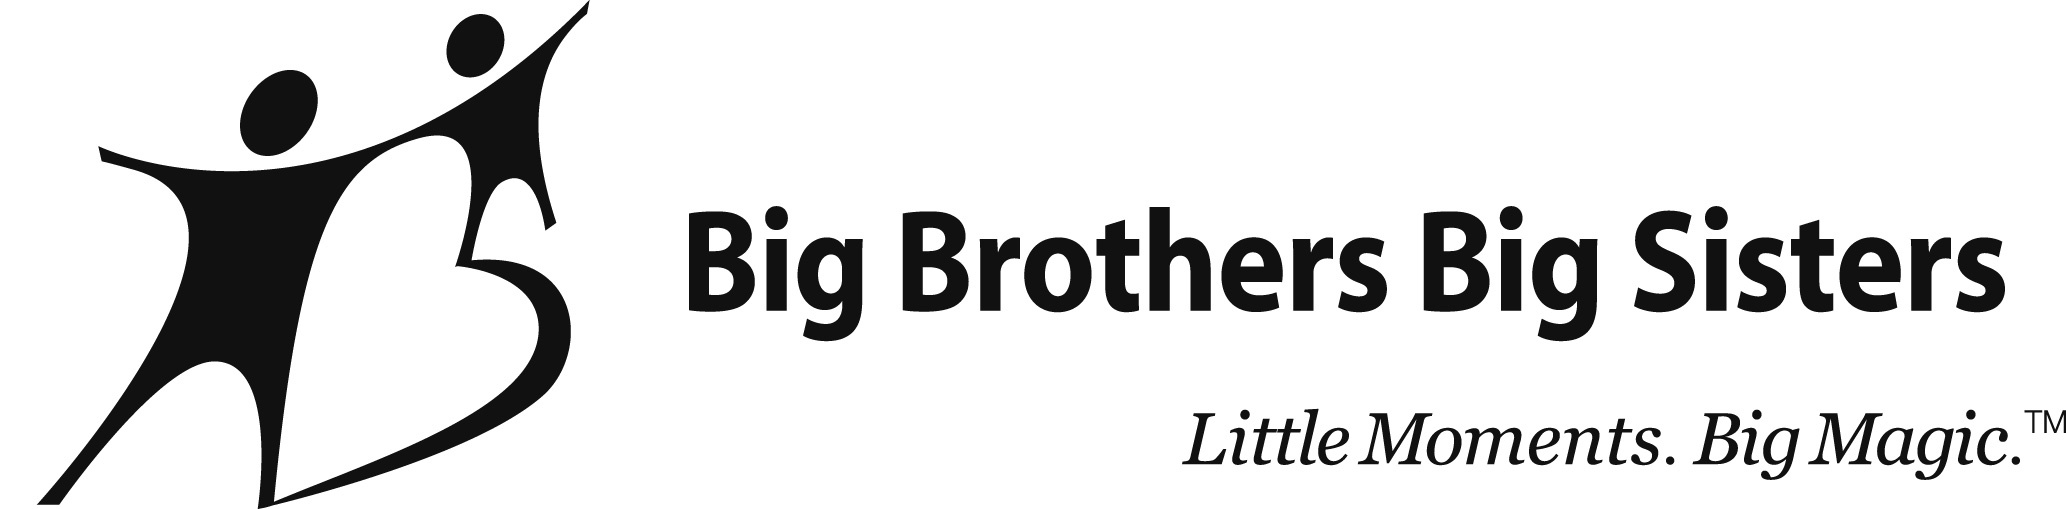 Big Brothers Big Sisters
Little Moments. Big Magic.™